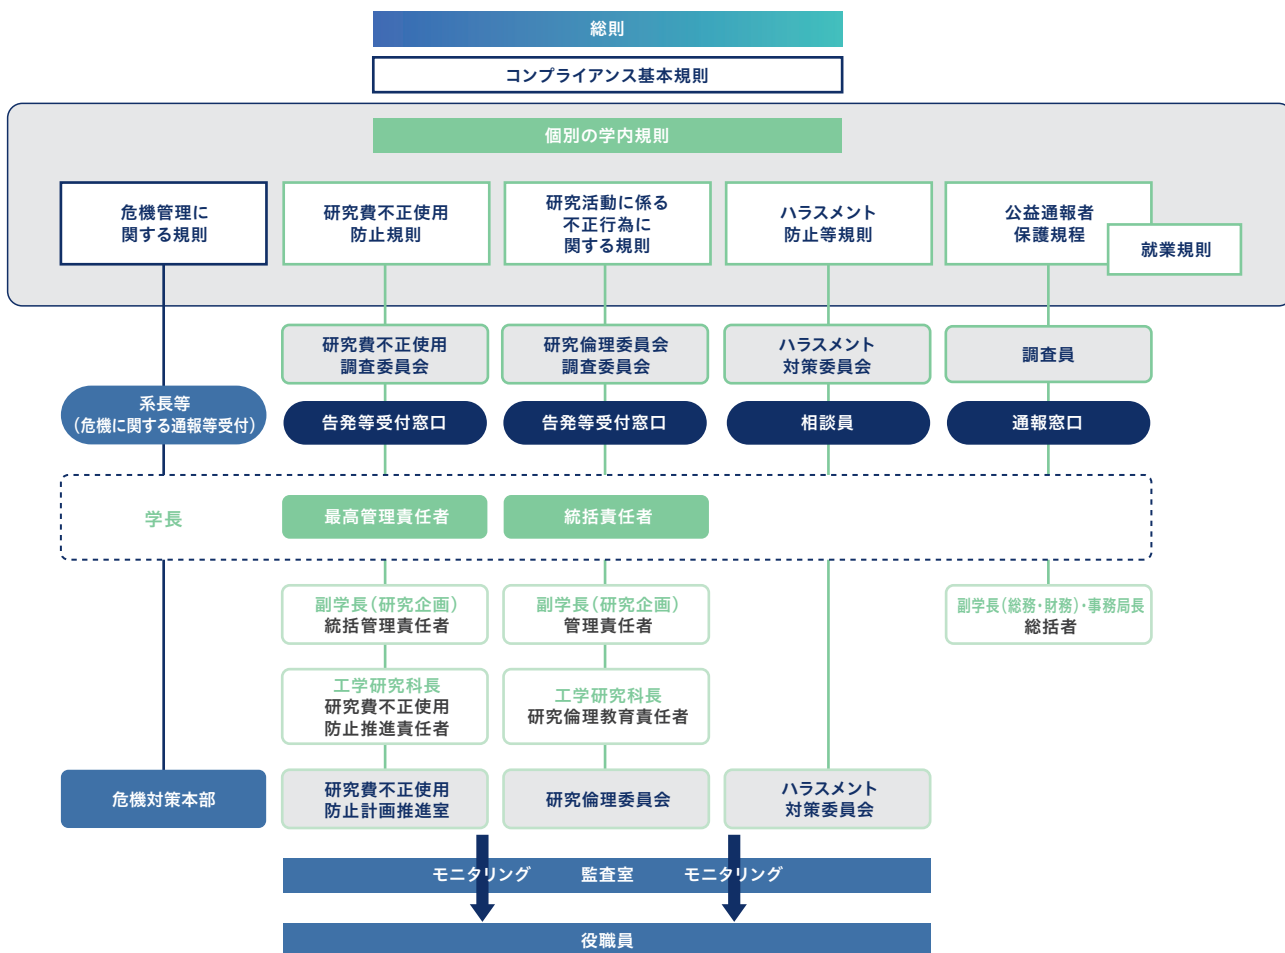 総則
コンプライアンス基本規則
個別の学内規則
危機管理に
関する規則
研究費不正使用
防止規則
研究活動に係る
不正行為に
関する規則
ハラスメント
防止等規則
公益通報者
保護規程
就業規則
研究費不正使用
調査委員会
研究倫理委員会
調査委員会
ハラスメント
対策委員会
調査員
系長等
（危機に関する通報等受付）
告発等受付窓口
告発等受付窓口
相談員
通報窓口
学長
最高管理責任者
統括責任者
副学長（研究企画）
統括管理責任者
副学長（研究企画）
管理責任者
副学長（総務・財務）・事務局長
総括者
工学研究科長
研究費不正使用
防止推進責任者
工学研究科長
研究倫理教育責任者
危機対策本部
研究費不正使用
防止計画推進室
研究倫理委員会
ハラスメント
対策委員会
モニタリング 監査室 モニタリング
役職員